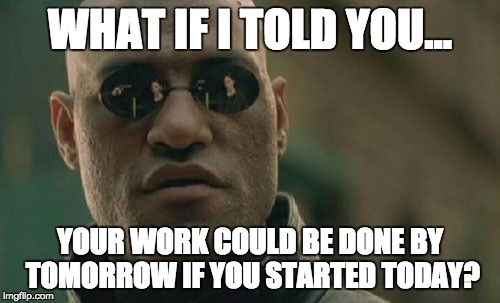 WHAT IF I TOLD YOU...
YOUR WORK COULD BE DONE BY
TOMORROW IF YOU STARTED TODAY?
imgflip.com